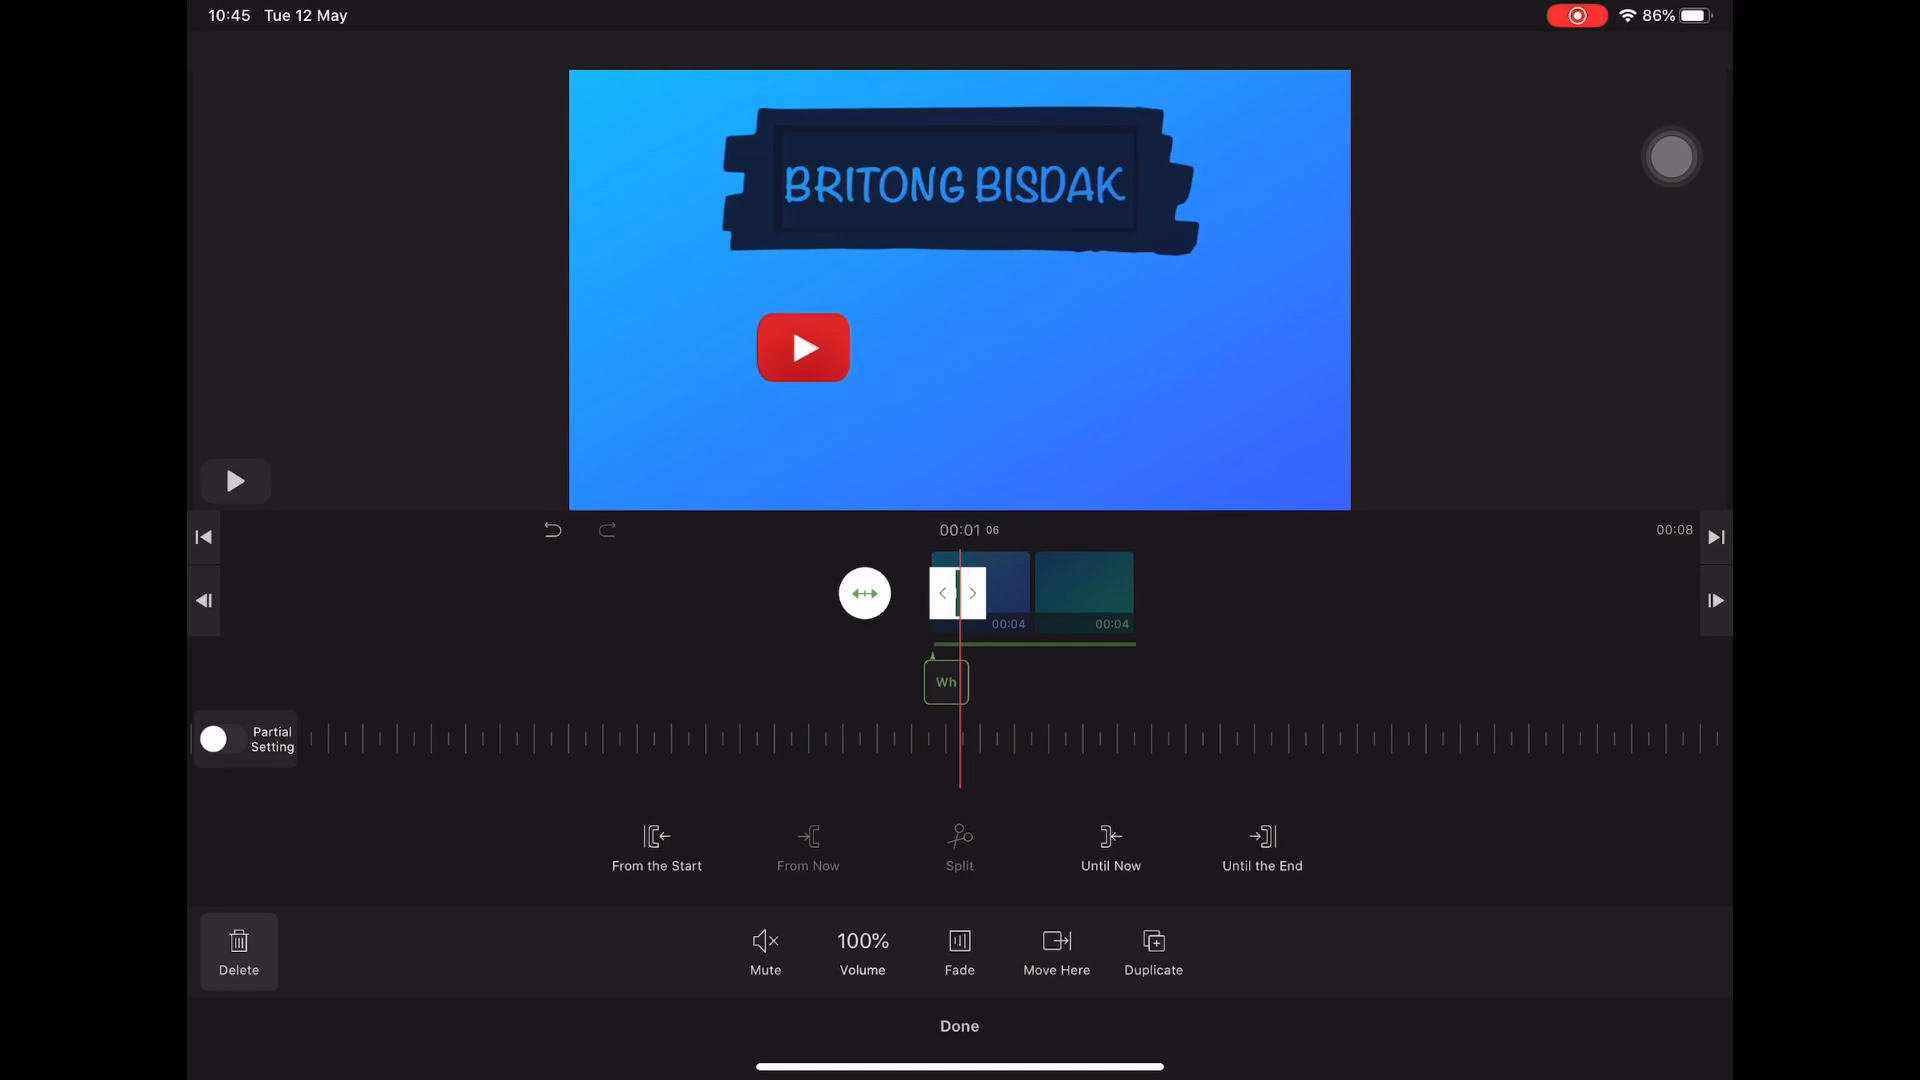 10:45 Tue 12 May
86%
BRITONG BISDAK
00:01 06
00:08
00:04
00:04
Wh
Partial
Setting
From the Start
From Now
Split
Until Now
Until the End
Delete
Mute
100%
Volume
Fade
Move Here
Duplicate
Done